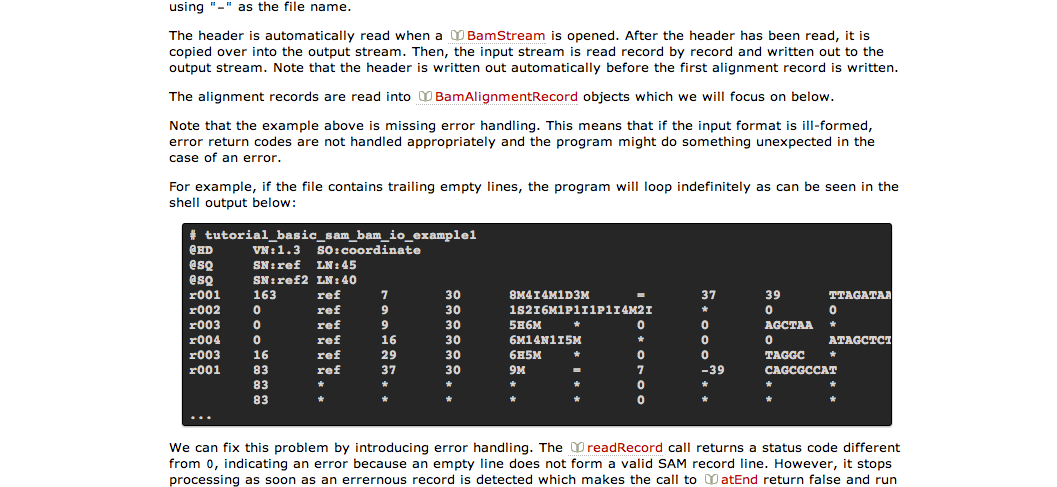 using "-" as the file name.
The header is automatically read when a BamStream is opened. After the header has been read, it is
copied over into the output stream. Then, the input stream is read record by record and written out to the
output stream. Note that the header is written out automatically before the first alignment record is written.
The alignment records are read into BamAlignmentRecord objects which we will focus on below.
Note that the example above is missing error handling. This means that if the input format is ill-formed,
error return codes are not handled appropriately and the program might do something unexpected in the
case of an error.
For example, if the file contains trailing empty lines, the program will loop indefinitely as can be seen in the
shell output below:
# tutorial_basic_sam_bam_io_example1
@HD VN:1.3 SO:coordinate
@SQ SN:ref LN:45
@SQ SN:ref2 LN:40
r001 163 ref 7 30 8M4I4M1D3M = 37 39 TTAGATAA
r002 0 ref 9 30 1S2I6M1P1I1P1I4M2I * 0 0
r003 0 ref 9 30 5H6M * 0 0 AGCTAA *
r004 0 ref 16 30 6M14N1I5M * 0 0 ATAGCTCT
r003 16 ref 29 30 6H5M * 0 0 TAGGC *
r001 83 ref 37 30 9M = 7 -39 CAGCGCCAT
83 * * * * * 0 * * *
83 * * * * * 0 * * *
...
We can fix this problem by introducing error handling. The readRecord call returns a status code different
from 0, indicating an error because an empty line does not form a valid SAM record line. However, it stops
processing as soon as an errernous record is detected which makes the call to atEnd return false and run